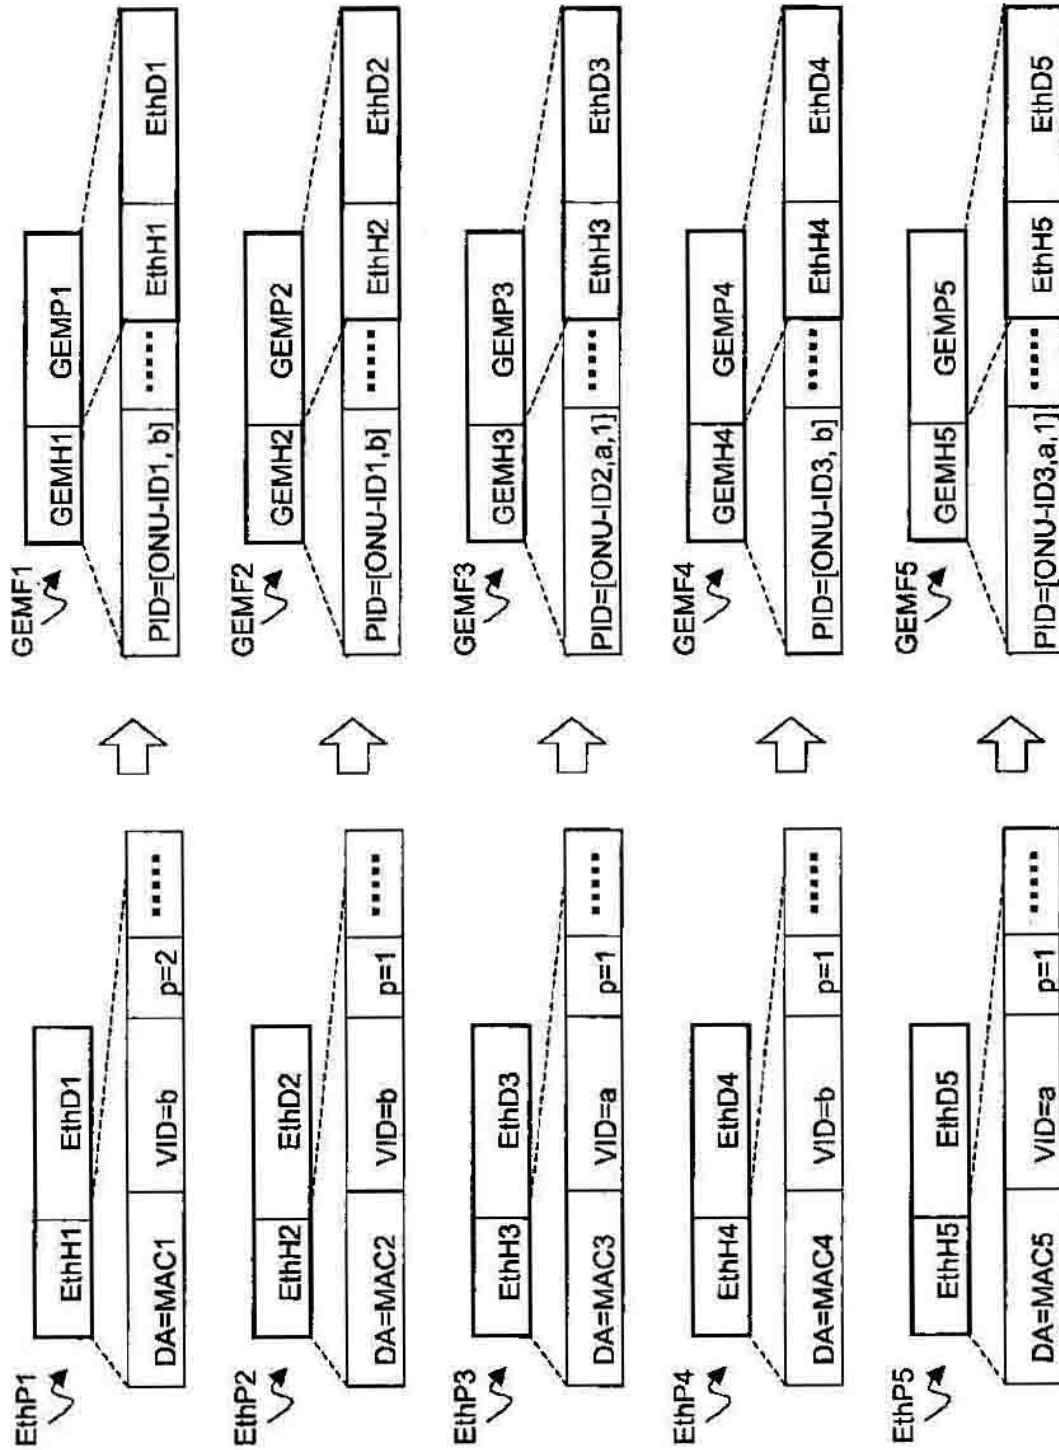 EthP1
EthH1 EthD1
DA=MAC1 VID=b p=2 .....
GEMF1
GEMH1 GEMP1
PID=[ONU-ID1, b] ..... EthH1 EthD1
EthP2
EthH2 EthD2
DA=MAC2 VID=b p=1 .....
GEMF2
GEMH2 GEMP2
PID=[ONU-ID1,b] ..... EthH2 EthD2
EthP3
EthH3 EthD3
DA=MAC3 VID=a p=1 .....
GEMF3
GEMH3 GEMP3
PID=[ONU-ID2,a,1] ..... EthH3 EthD3
EthP4
EthH4 EthD4
DA=MAC4 VID=b p=1 .....
GEMF4
GEMH4 GEMP4
PID=[ONU-ID3, b] ..... EthH4 EthD4
EthP5
EthH5 EthD5
DA=MAC5 VID=a p=1 .....
GEMF5
GEMH5 GEMP5
PID=[ONU-ID3,a,1] ..... EthH5 EthD5